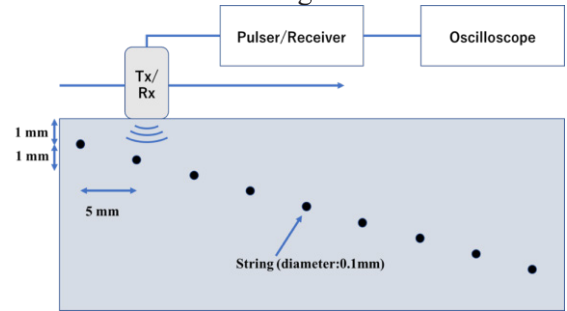 Pulser/Receiver
Oscilloscope
Tx/
Rx
1 mm
1 mm
5 mm
String (diameter:0.1mm)